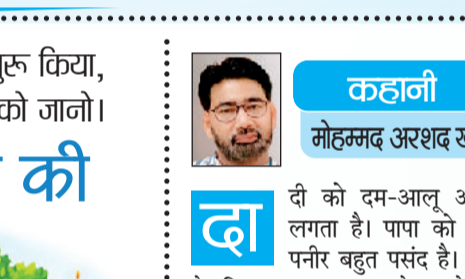 शुरू किया,
को जानो।
की
कहानी
मोहम्मद अरशद
दादी को दम-आलू
लगता है। पापा को
पनीर बहुत पसंद है।